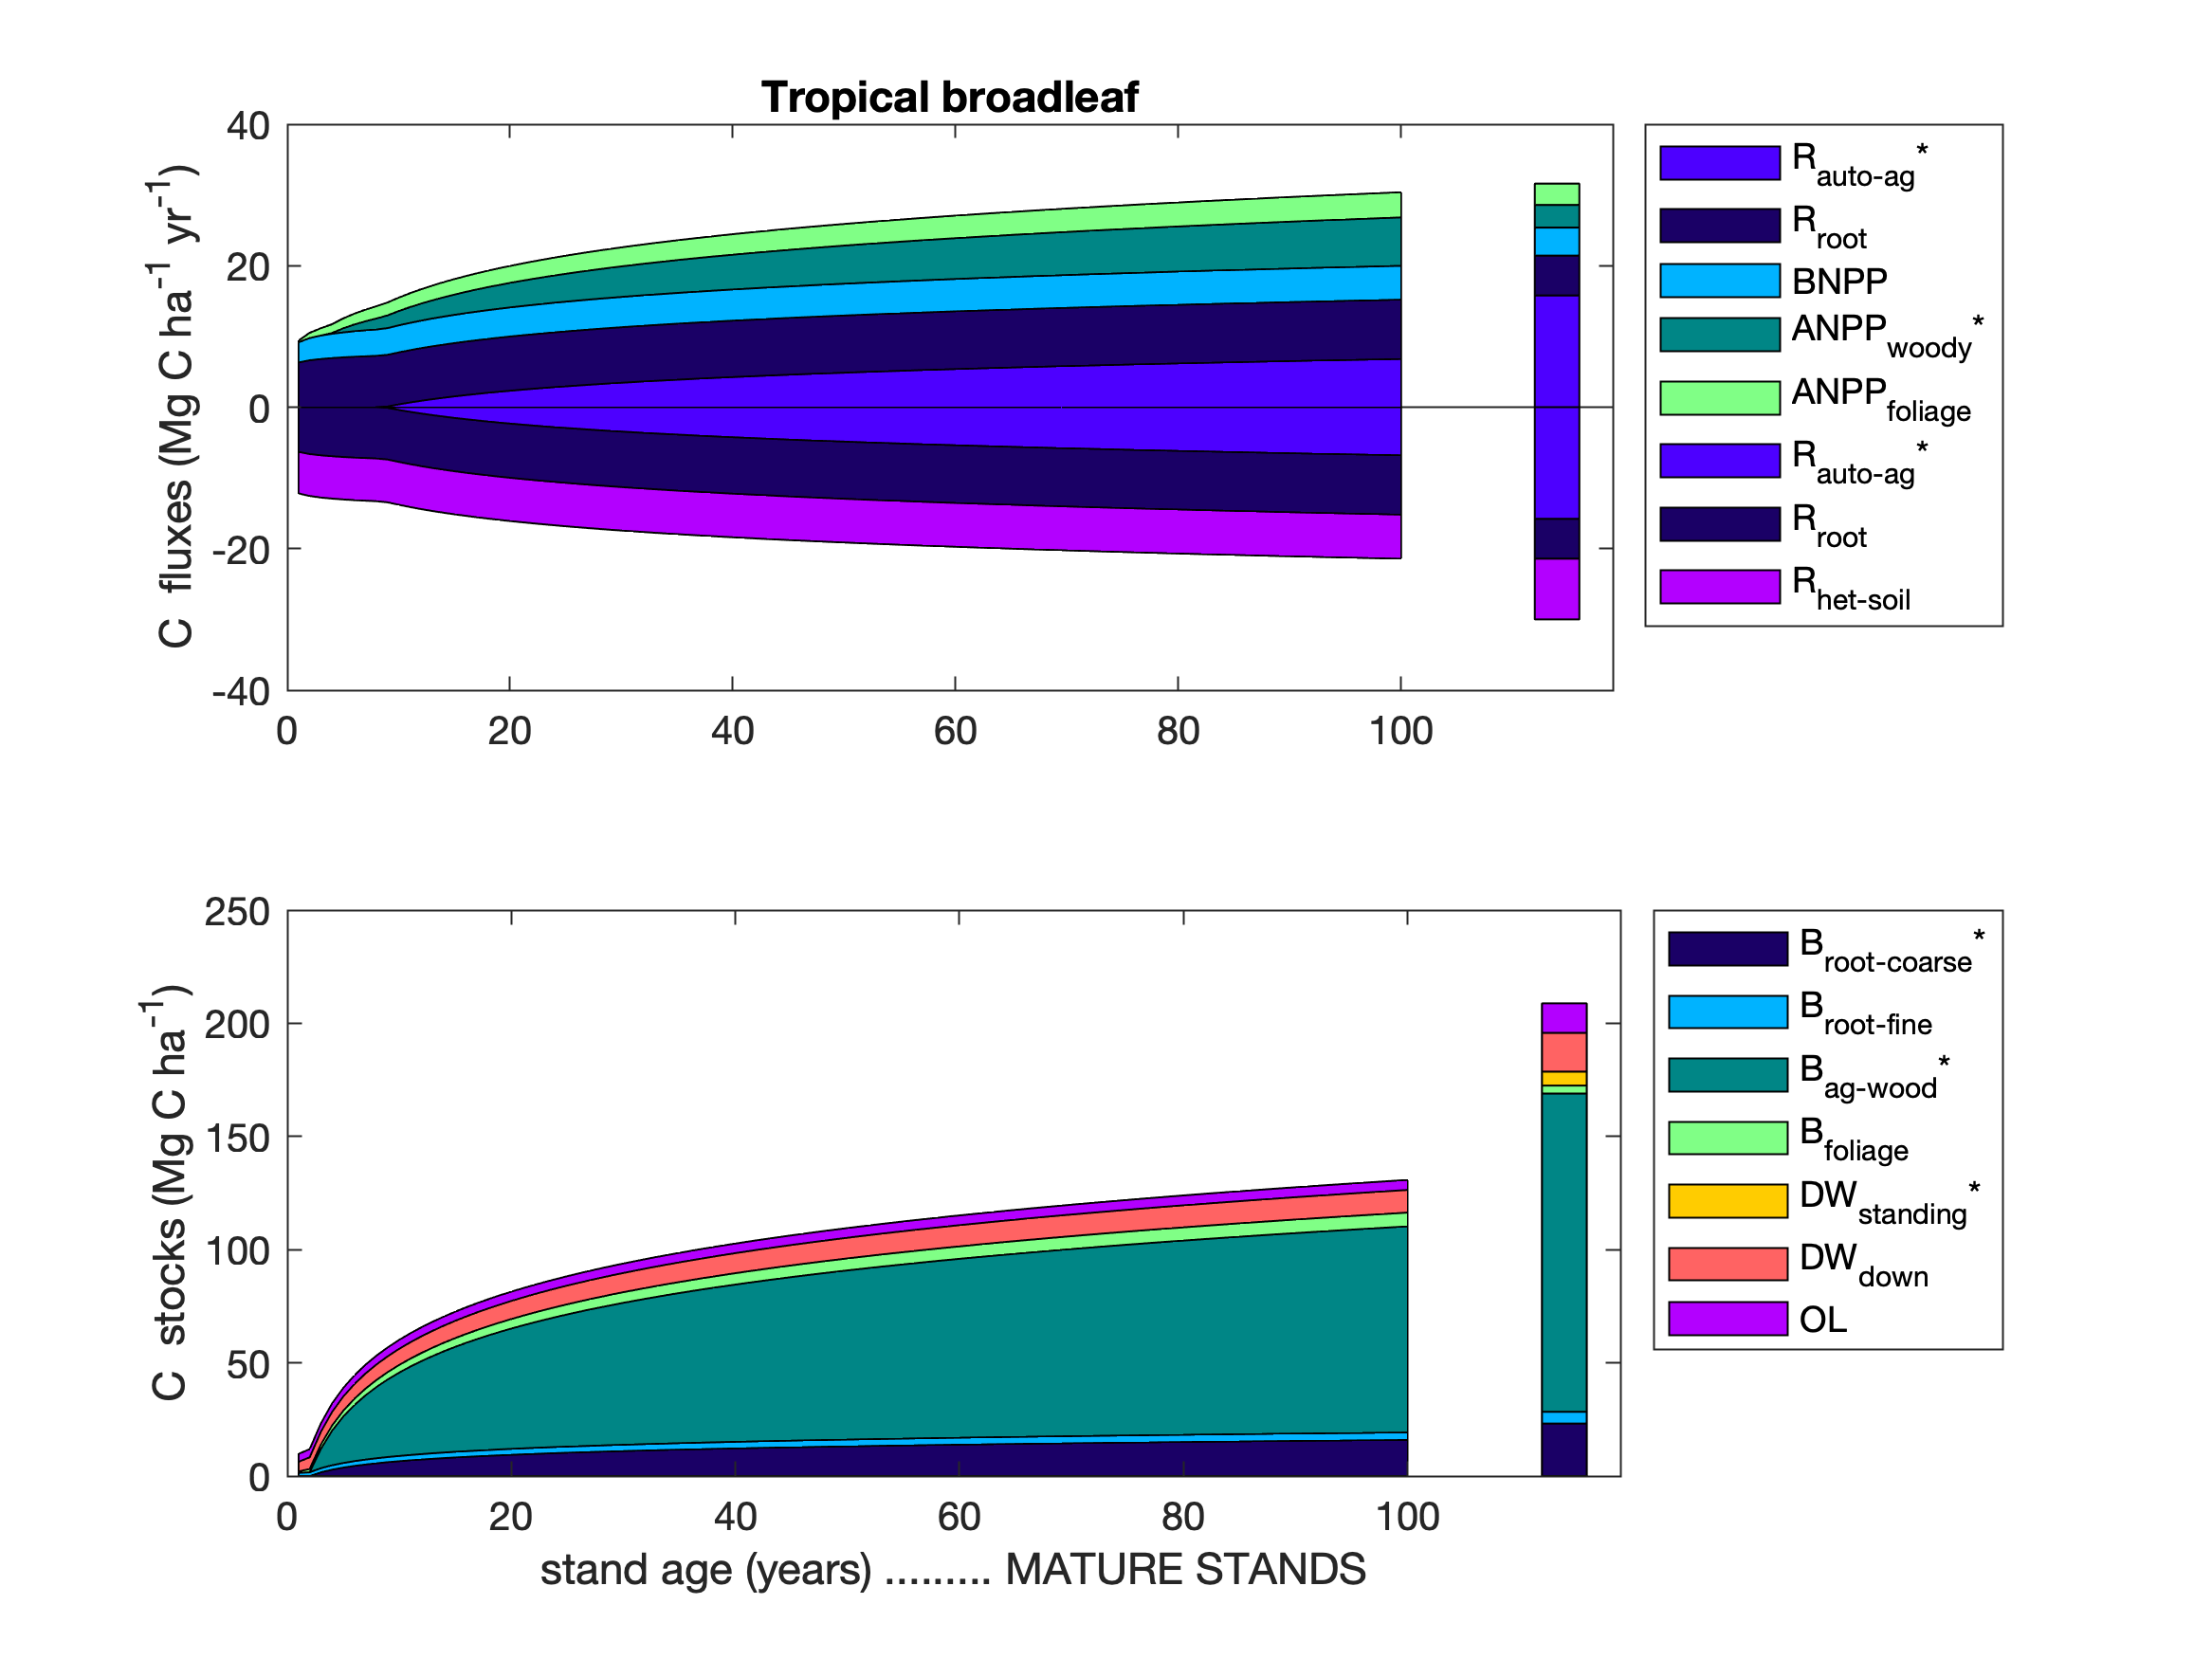 Tropical broadleaf
C fluxes (Mg C ha-1 yr-1)
40
20
0
-20
-40
0 20 40 60 80 100
Rauto-ag*
Rroot
BNPP
ANPPwoody*
ANPPfoliage
Rauto-ag*
Rroot
Rhet-soil
C stocks (Mg C ha-1)
250
200
150
100
50
0
0 20 40 60 80 100
stand age (years) ......... MATURE STANDS
Broot-coarse*
Broot-fine
Bag-wood*
Bfoliage
DWstanding*
DWdown
OL